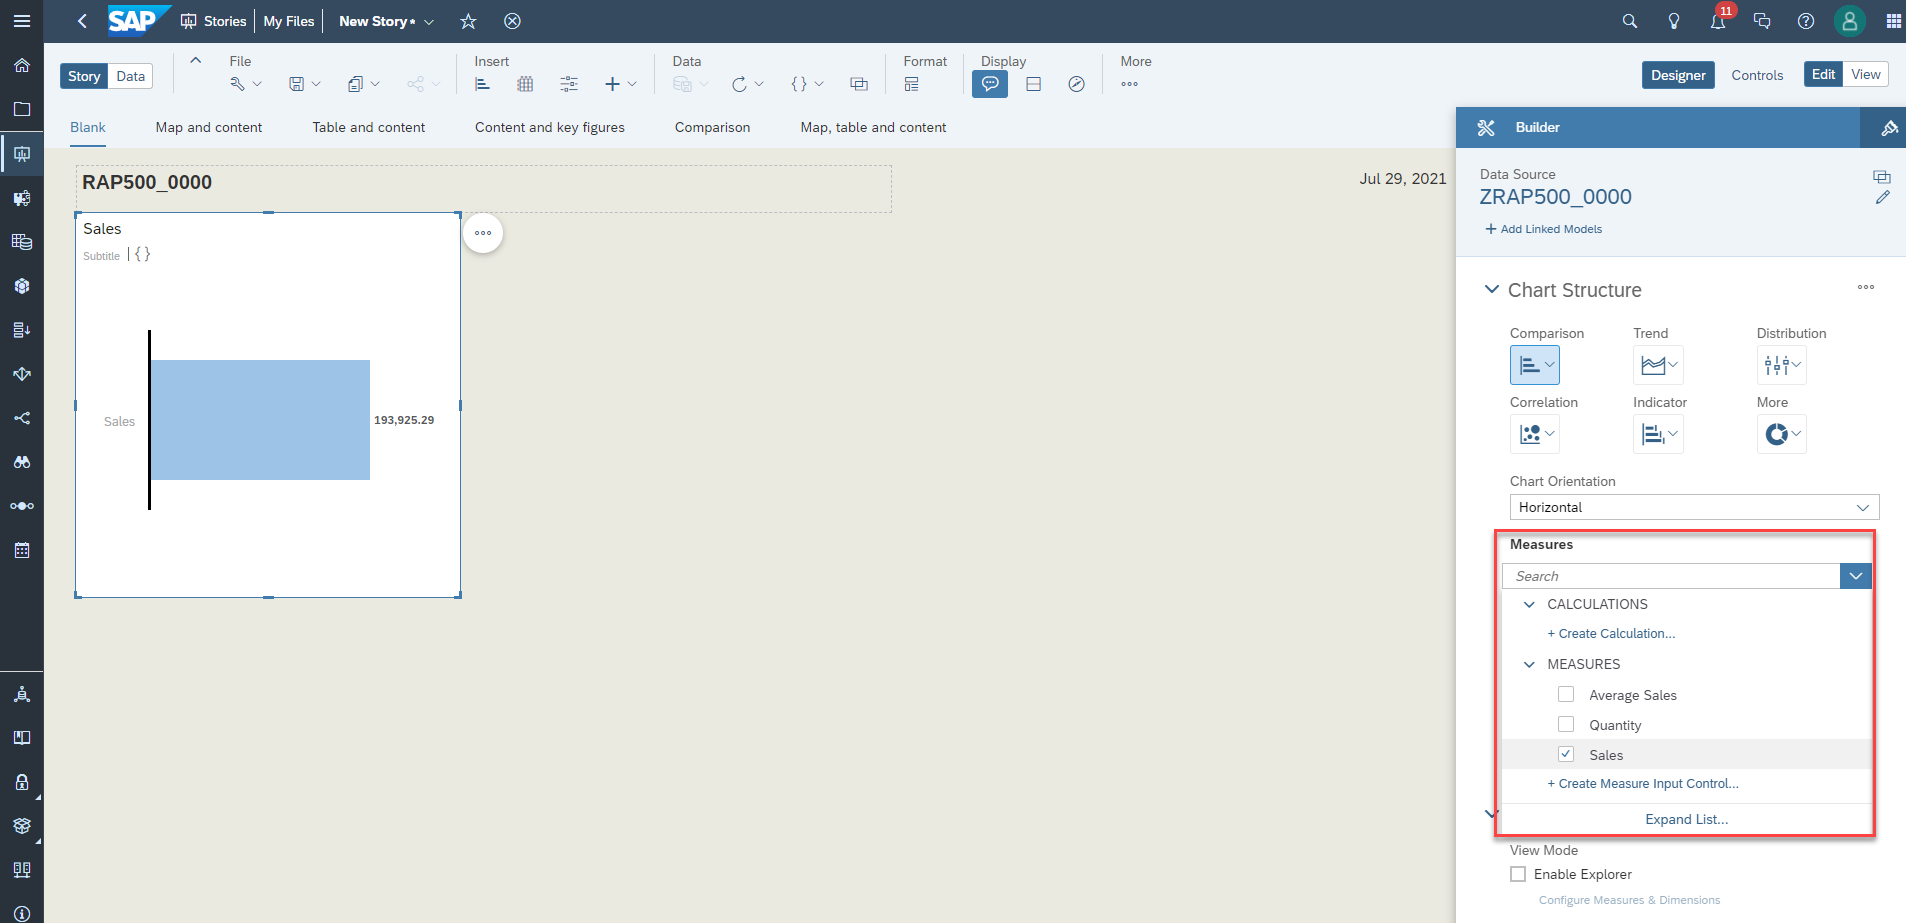 SAP Stories My Files New Story* 11
File Insert Data Format Display More
Story Data Designer Controls Edit View
Blank Map and content Table and content Content and key figures Comparison Map, table and content
Builder
RAP500_0000
Jul 29, 2021
Data Source
ZRAP500_0000
+ Add Linked Models
Sales
Subtitle | { }
Sales
193,925.29
Chart Structure
Comparison Trend Distribution
Correlation Indicator More
Chart Orientation
Horizontal
Measures
Search
CALCULATIONS
+ Create Calculation...
MEASURES
Average Sales
Quantity
Sales
+ Create Measure Input Control...
Expand List...
View Mode
Enable Explorer
Configure Measures & Dimensions